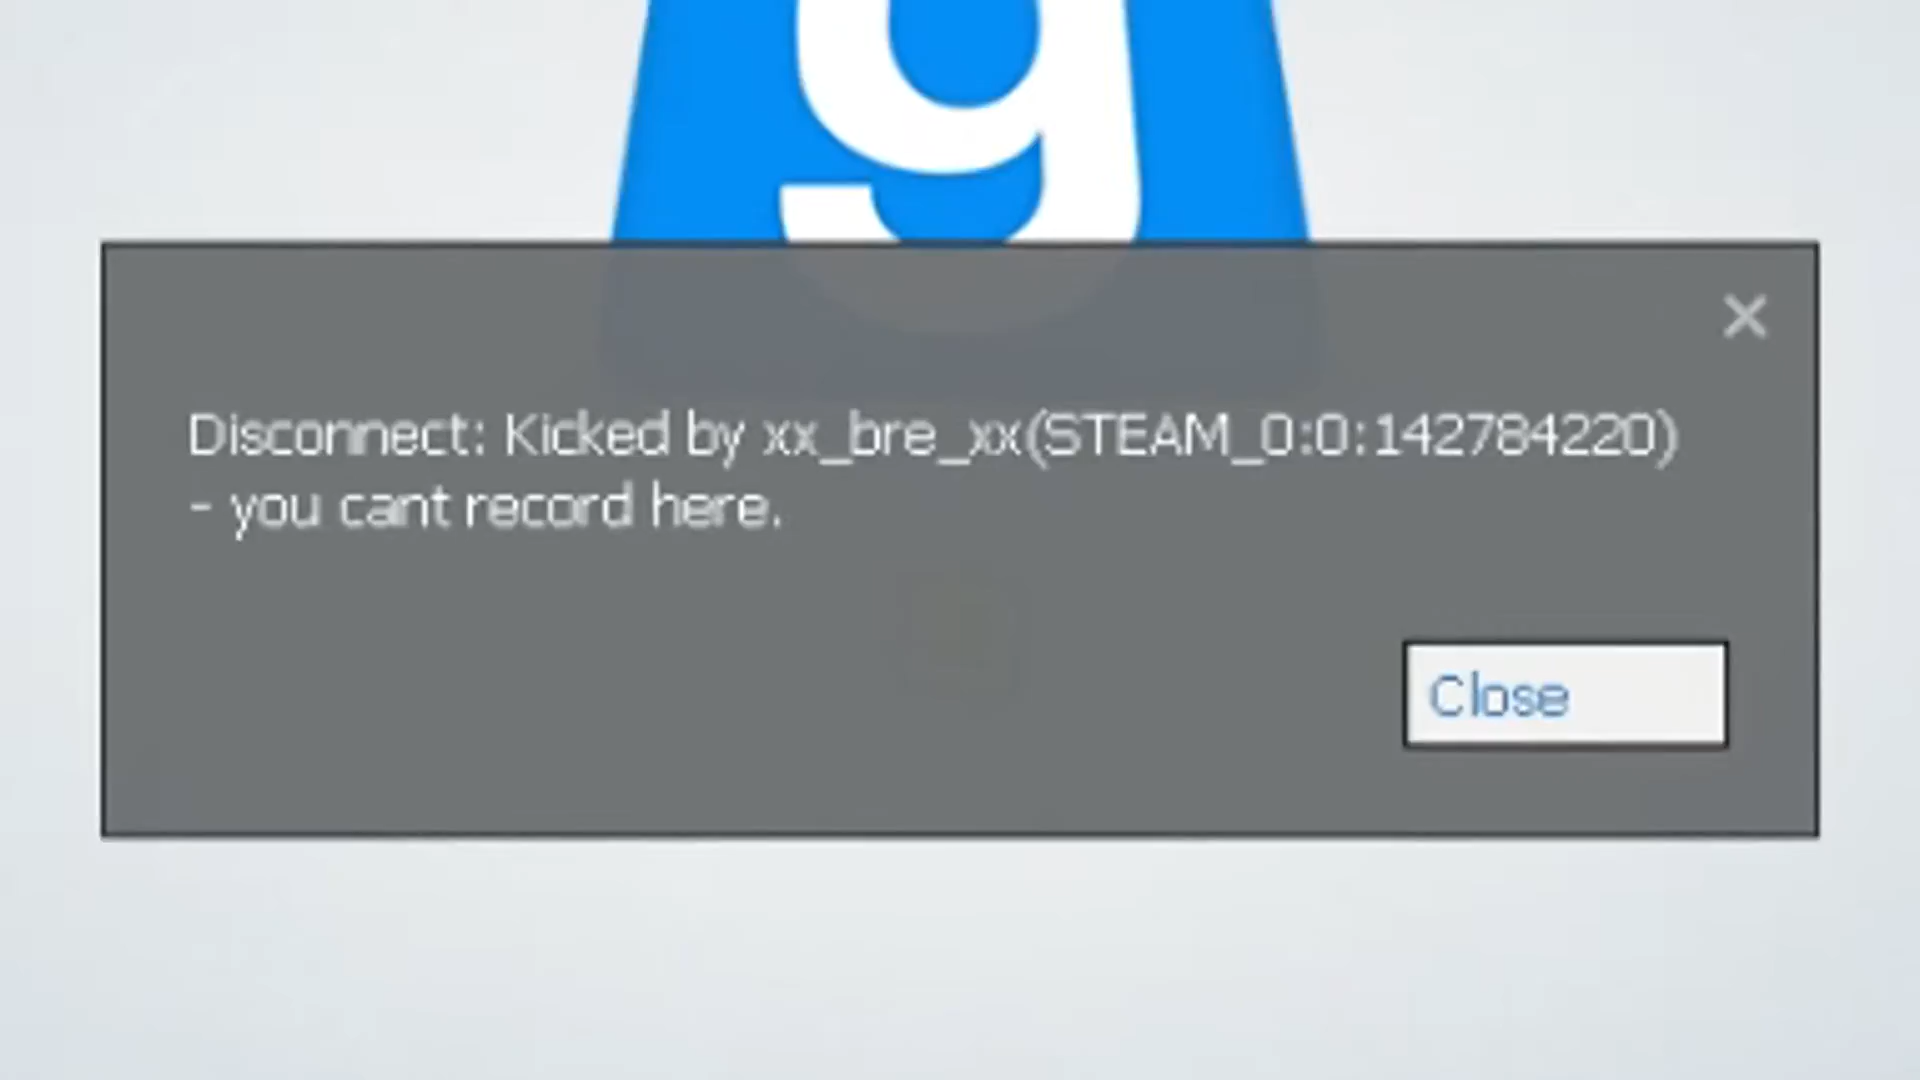 g
Disconnect: Kicked by xx_bre_xx(STEAM_0:0:142784220)
- you cant record here.
Close